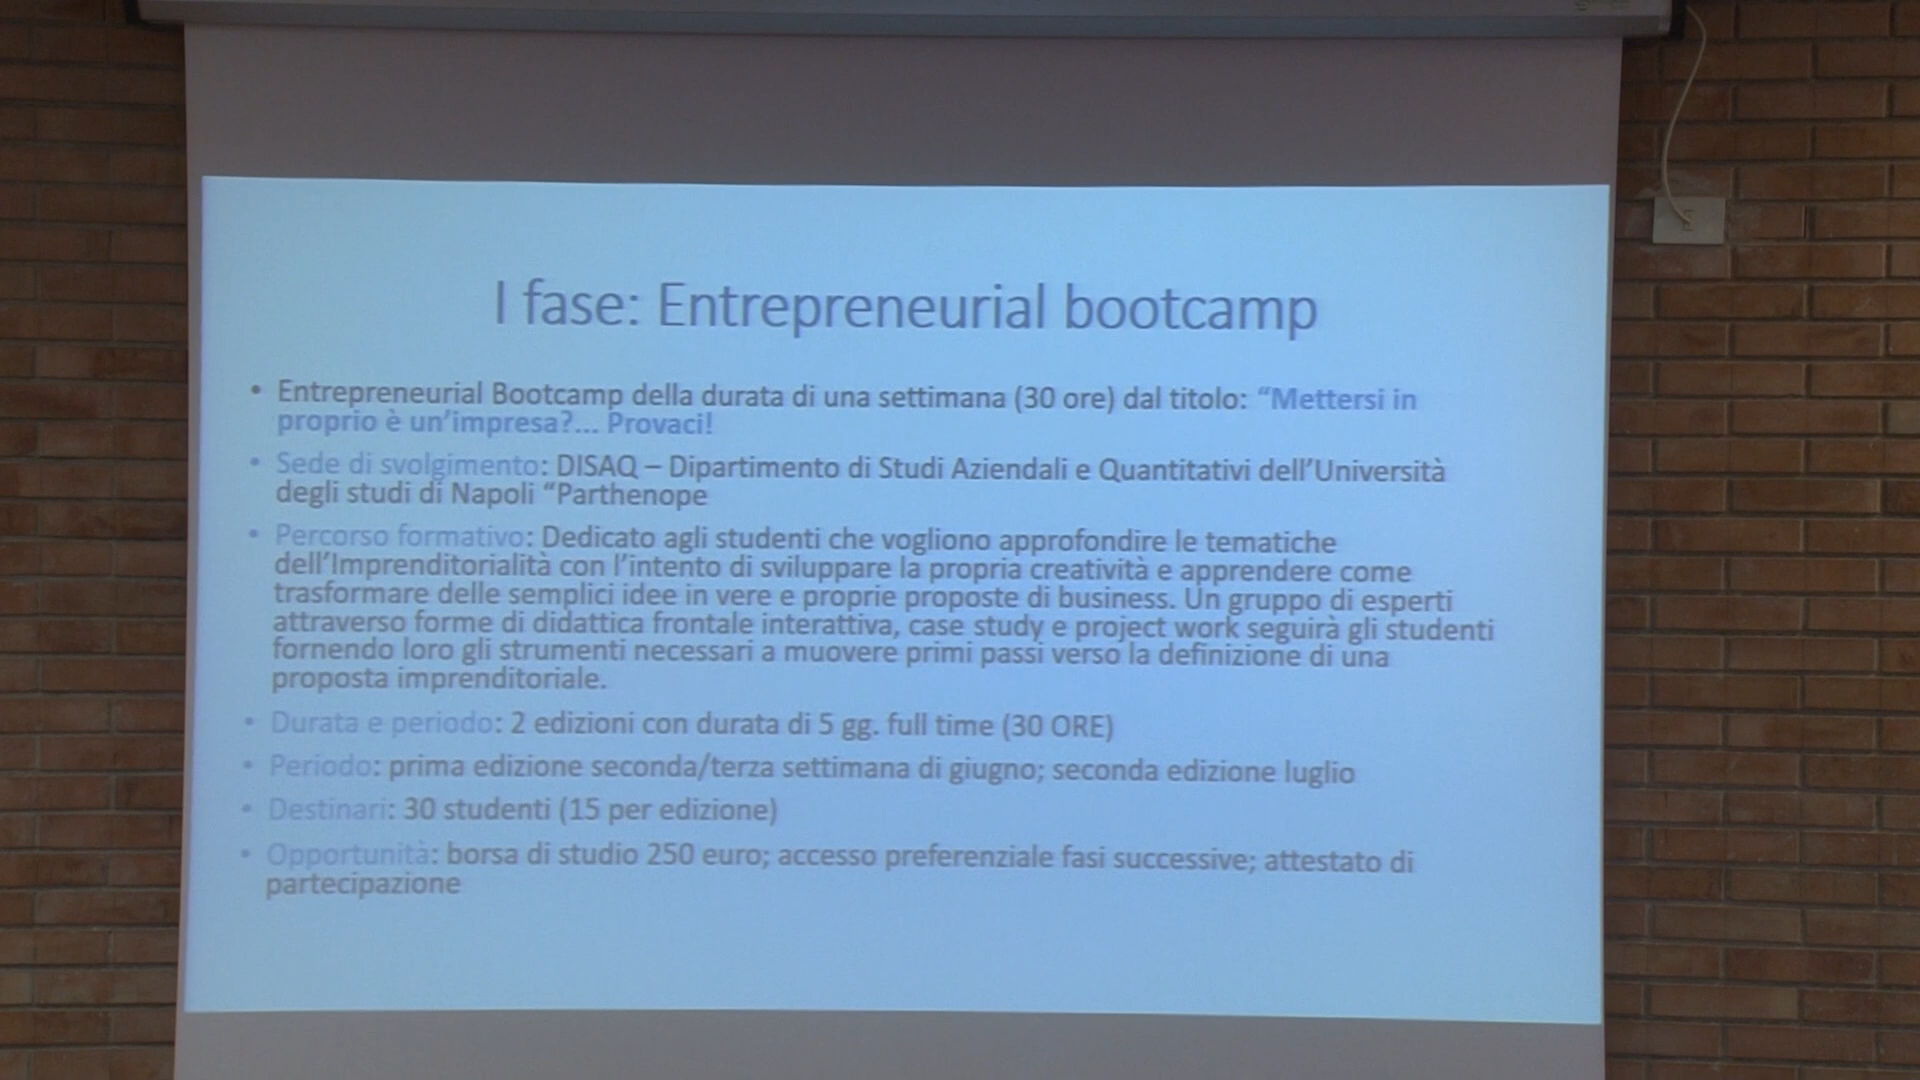 I fase: Entrepreneurial bootcamp
• Entrepreneurial Bootcamp della durata di una settimana (30 ore) dal titolo: “Mettersi in
proprio è un’impresa?... Provaci!
• Sede di svolgimento: DISAQ – Dipartimento di Studi Aziendali e Quantitativi dell’Università
degli studi di Napoli “Parthenope
• Percorso formativo: Dedicato agli studenti che vogliono approfondire le tematiche
dell’Imprenditorialità con l’intento di sviluppare la propria creatività e apprendere come
trasformare delle semplici idee in vere e proprie proposte di business. Un gruppo di esperti
attraverso forme di didattica frontale interattiva, case study e project work seguirà gli studenti
fornendo loro gli strumenti necessari a muovere primi passi verso la definizione di una
proposta imprenditoriale.
• Durata e periodo: 2 edizioni con durata di 5 gg. full time (30 ORE)
• Periodo: prima edizione seconda/terza settimana di giugno; seconda edizione luglio
• Destinari: 30 studenti (15 per edizione)
• Opportunità: borsa di studio 250 euro; accesso preferenziale fasi successive; attestato di
partecipazione